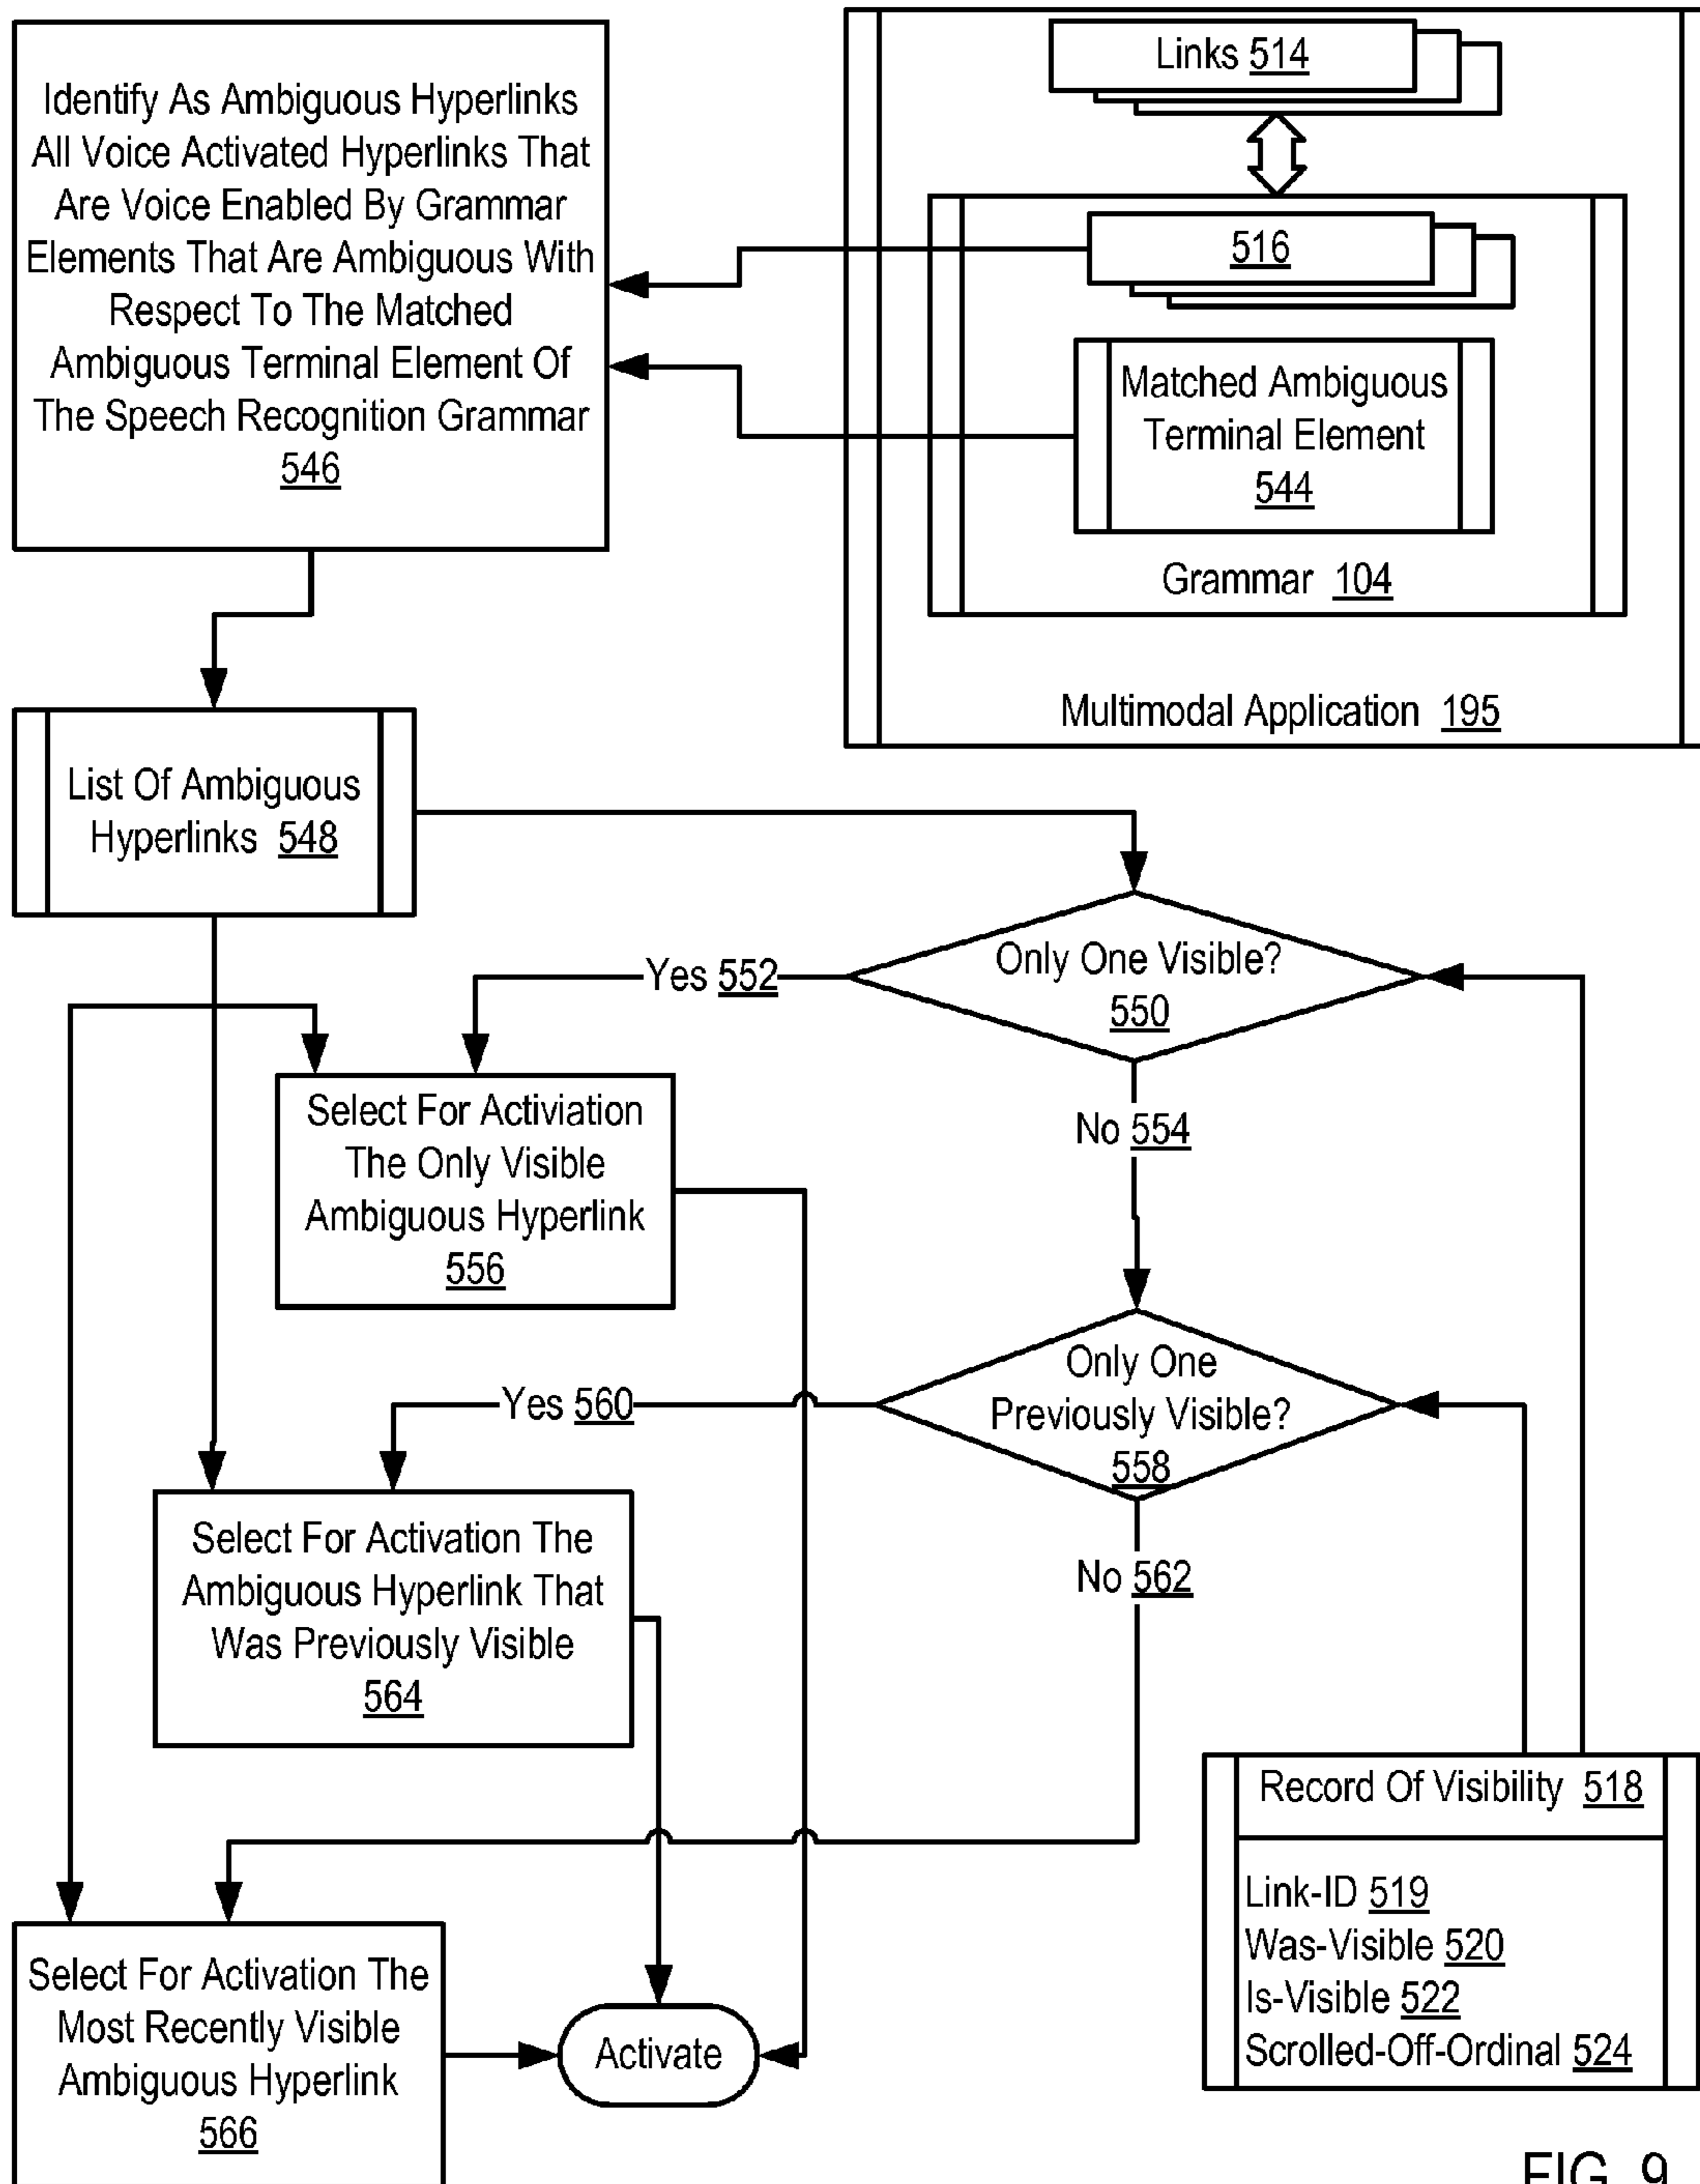 Identify As Ambiguous Hyperlinks
All Voice Activated Hyperlinks That
Are Voice Enabled By Grammar
Elements That Are Ambiguous With
Respect To The Matched
Ambiguous Terminal Element Of
The Speech Recognition Grammar
546
Links 514
516
Matched Ambiguous
Terminal Element
544
Grammar 104
Multimodal Application 195
List Of Ambiguous
Hyperlinks 548
Only One Visible?
550
Yes 552
No 554
Select For Activiation
The Only Visible
Ambiguous Hyperlink
556
Only One
Previously Visible?
558
Yes 560
No 562
Select For Activation The
Ambiguous Hyperlink That
Was Previously Visible
564
Record Of Visibility 518
Link-ID 519
Was-Visible 520
Is-Visible 522
Scrolled-Off-Ordinal 524
Select For Activation The
Most Recently Visible
Ambiguous Hyperlink
566
Activate
FIG. 9